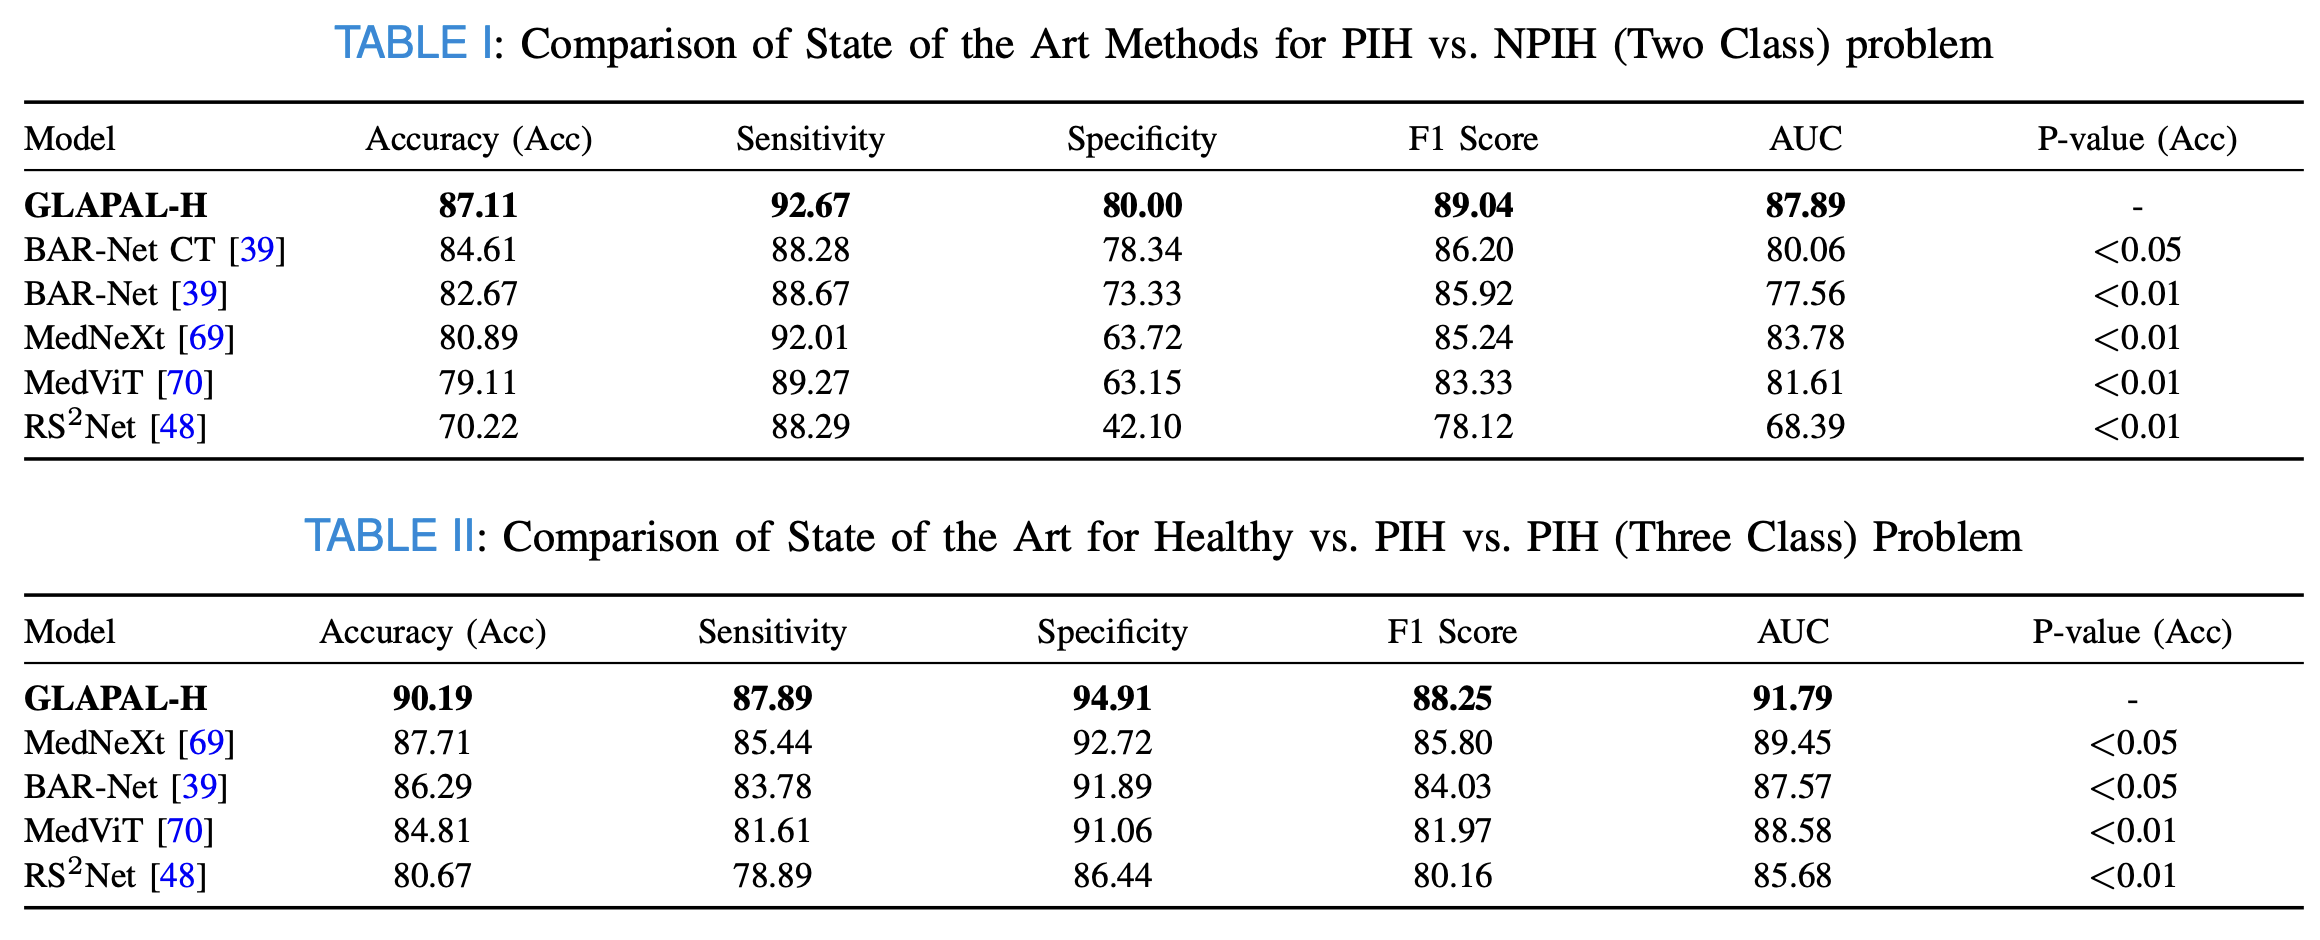 TABLE I: Comparison of State of the Art Methods for PIH vs. NPIH (Two Class) problem
Model Accuracy (Acc) Sensitivity Specificity F1 Score AUC P-value (Acc)
GLAPAL-H 87.11 92.67 80.00 89.04 87.89 -
BAR-Net CT [39] 84.61 88.28 78.34 86.20 80.06 <0.05
BAR-Net [39] 82.67 88.67 73.33 85.92 77.56 <0.01
MedNeXt [69] 80.89 92.01 63.72 85.24 83.78 <0.01
MedViT [70] 79.11 89.27 63.15 83.33 81.61 <0.01
RS²Net [48] 70.22 88.29 42.10 78.12 68.39 <0.01
TABLE II: Comparison of State of the Art for Healthy vs. PIH vs. PIH (Three Class) Problem
Model Accuracy (Acc) Sensitivity Specificity F1 Score AUC P-value (Acc)
GLAPAL-H 90.19 87.89 94.91 88.25 91.79 -
MedNeXt [69] 87.71 85.44 92.72 85.80 89.45 <0.05
BAR-Net [39] 86.29 83.78 91.89 84.03 87.57 <0.05
MedViT [70] 84.81 81.61 91.06 81.97 88.58 <0.01
RS²Net [48] 80.67 78.89 86.44 80.16 85.68 <0.01